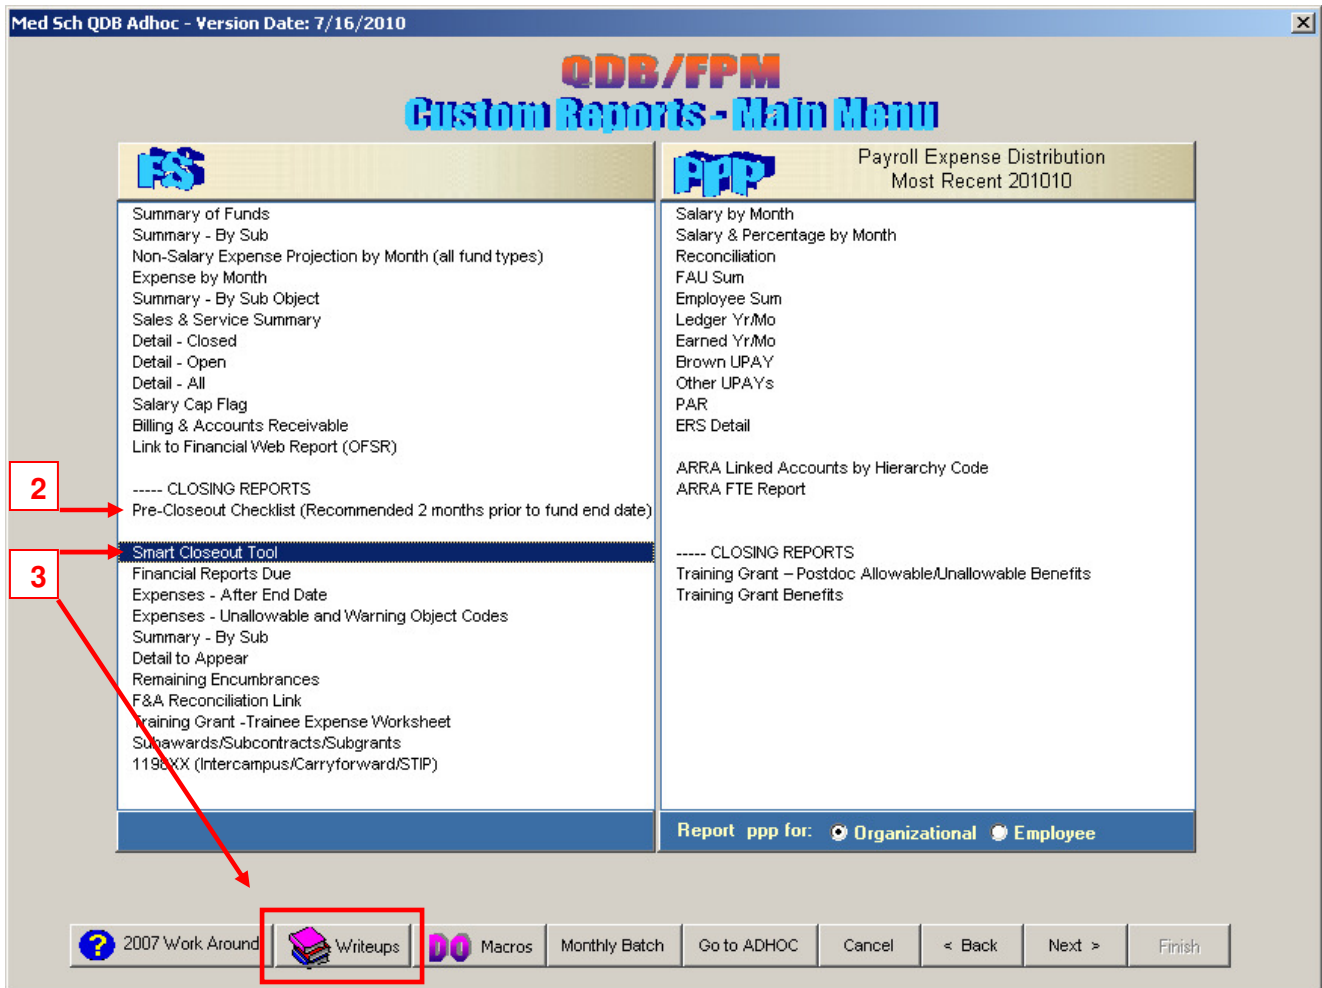 Med Sch QDB Adhoc - Version Date: 7/16/2010
QDB/FPM
Custom Reports - Main Menu
FS
Summary of Funds
Summary - By Sub
Non-Salary Expense Projection by Month (all fund types)
Expense by Month
Summary - By Sub Object
Sales & Service Summary
Detail - Closed
Detail - Open
Detail - All
Salary Cap Flag
Billing & Accounts Receivable
Link to Financial Web Report (OFSR)
----- CLOSING REPORTS
Pre-Closeout Checklist (Recommended 2 months prior to fund end date)
Smart Closeout Tool
Financial Reports Due
Expenses - After End Date
Expenses - Unallowable and Warning Object Codes
Summary - By Sub
Detail to Appear
Remaining Encumbrances
F&A Reconciliation Link
Training Grant -Trainee Expense Worksheet
Subawards/Subcontracts/Subgrants
1198XX (Intercampus/Carryforward/STIP)
2
3
PPP
Payroll Expense Distribution
Most Recent 201010
Salary by Month
Salary & Percentage by Month
Reconciliation
FAU Sum
Employee Sum
Ledger Yr/Mo
Earned Yr/Mo
Brown UPAY
Other UPAYs
PAR
ERS Detail
ARRA Linked Accounts by Hierarchy Code
ARRA FTE Report
----- CLOSING REPORTS
Training Grant – Postdoc Allowable/Unallowable Benefits
Training Grant Benefits
Report ppp for: Organizational Employee
? 2007 Work Around Writeups DO Macros Monthly Batch Go to ADHOC Cancel < Back Next > Finish